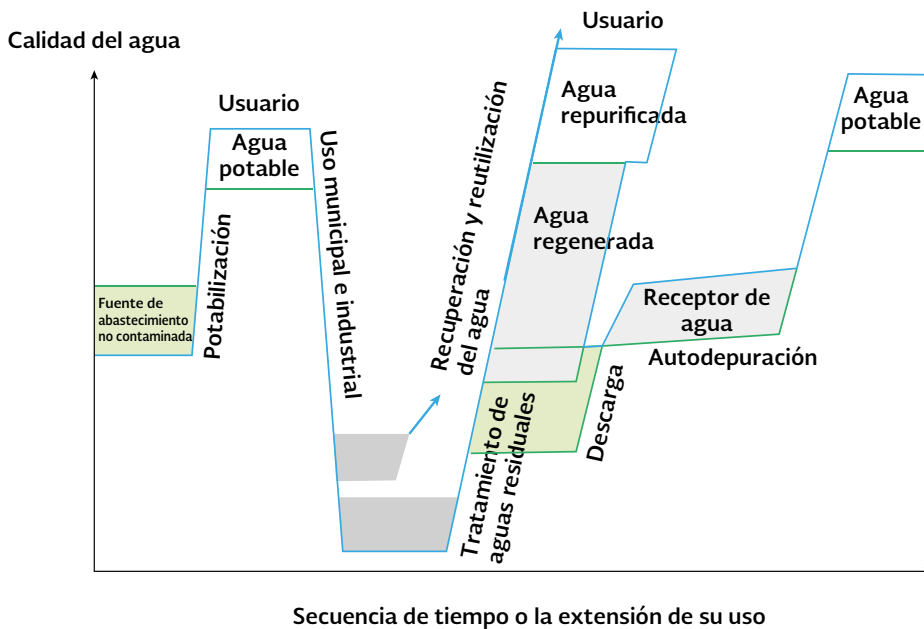 Calidad del agua
Usuario
Agua
potable
Fuente de
abastecimiento
no contaminada
Potabilización
Uso municipal e industrial
Recuperación y reutilización
del agua
Tratamiento de
aguas residuales
Usuario
Agua
repurificada
Agua
regenerada
Descarga
Receptor de
agua
Autodepuración
Agua
potable
Secuencia de tiempo o la extensión de su uso